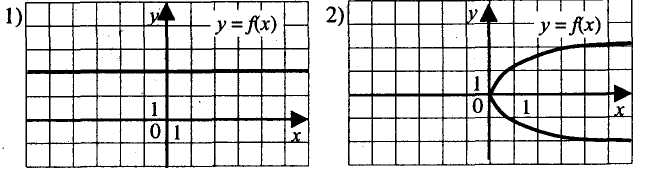 1) y y = f(x)
1
0 1 x
2) y y = f(x)
1
0 1 x